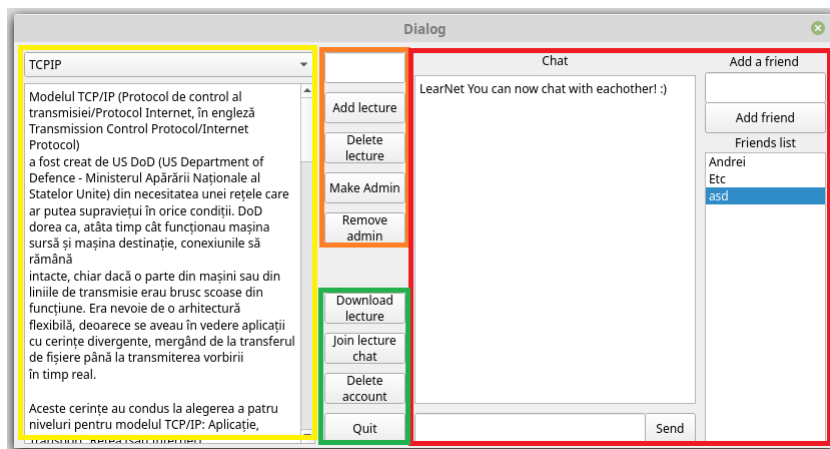 Dialog
TCPIP
Modelul TCP/IP (Protocol de control al
transmisiei/Protocol Internet, în engleză
Transmission Control Protocol/Internet
Protocol)
a fost creat de US DoD (US Department of
Defence - Ministerul Apărării Naționale al
Statelor Unite) din necesitatea unei rețele care
ar putea supraviețui în orice condiții. DoD
dorea ca, atâta timp cât funcționau mașina
sursă și mașina destinație, conexiunile să
rămână
intacte, chiar dacă o parte din mașini sau din
liniile de transmisie erau brusc scoase din
funcțiune. Era nevoie de o arhitectură
flexibilă, deoarece se aveau în vedere aplicații
cu cerințe divergente, mergând de la transferul
de fișiere până la transmiterea vorbirii
în timp real.
Aceste cerințe au condus la alegerea a patru
niveluri pentru modelul TCP/IP: Aplicație,
Transport, Rețea (sau Internet)
Add lecture
Delete
lecture
Make Admin
Remove
admin
Download
lecture
Join lecture
chat
Delete
account
Quit
Chat
LearNet You can now chat with eachother! :)
Send
Add a friend
Add friend
Friends list
Andrei
Etc
asd